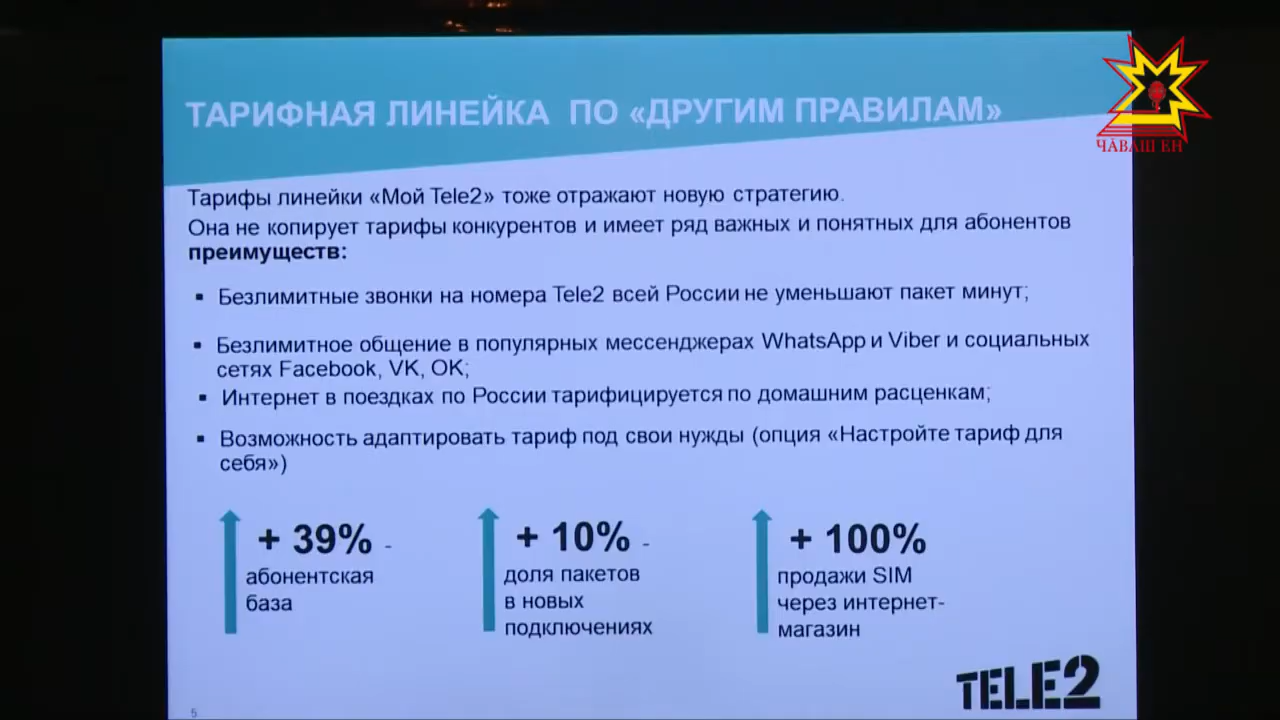 ТАРИФНАЯ ЛИНЕЙКА ПО «ДРУГИМ ПРАВИЛАМ»
ЧӐВАШ ЕН
Тарифы линейки «Мой Tele2» тоже отражают новую стратегию.
Она не копирует тарифы конкурентов и имеет ряд важных и понятных для абонентов
преимуществ:
▪ Безлимитные звонки на номера Tele2 всей России не уменьшают пакет минут;
▪ Безлимитное общение в популярных мессенджерах WhatsApp и Viber и социальных
сетях Facebook, VK, OK;
▪ Интернет в поездках по России тарифицируется по домашним расценкам;
▪ Возможность адаптировать тариф под свои нужды (опция «Настройте тариф для
себя»)
+ 39% -
абонентская
база
+ 10% -
доля пакетов
в новых
подключениях
+ 100%
продажи SIM
через интернет-
магазин
TELE2
5